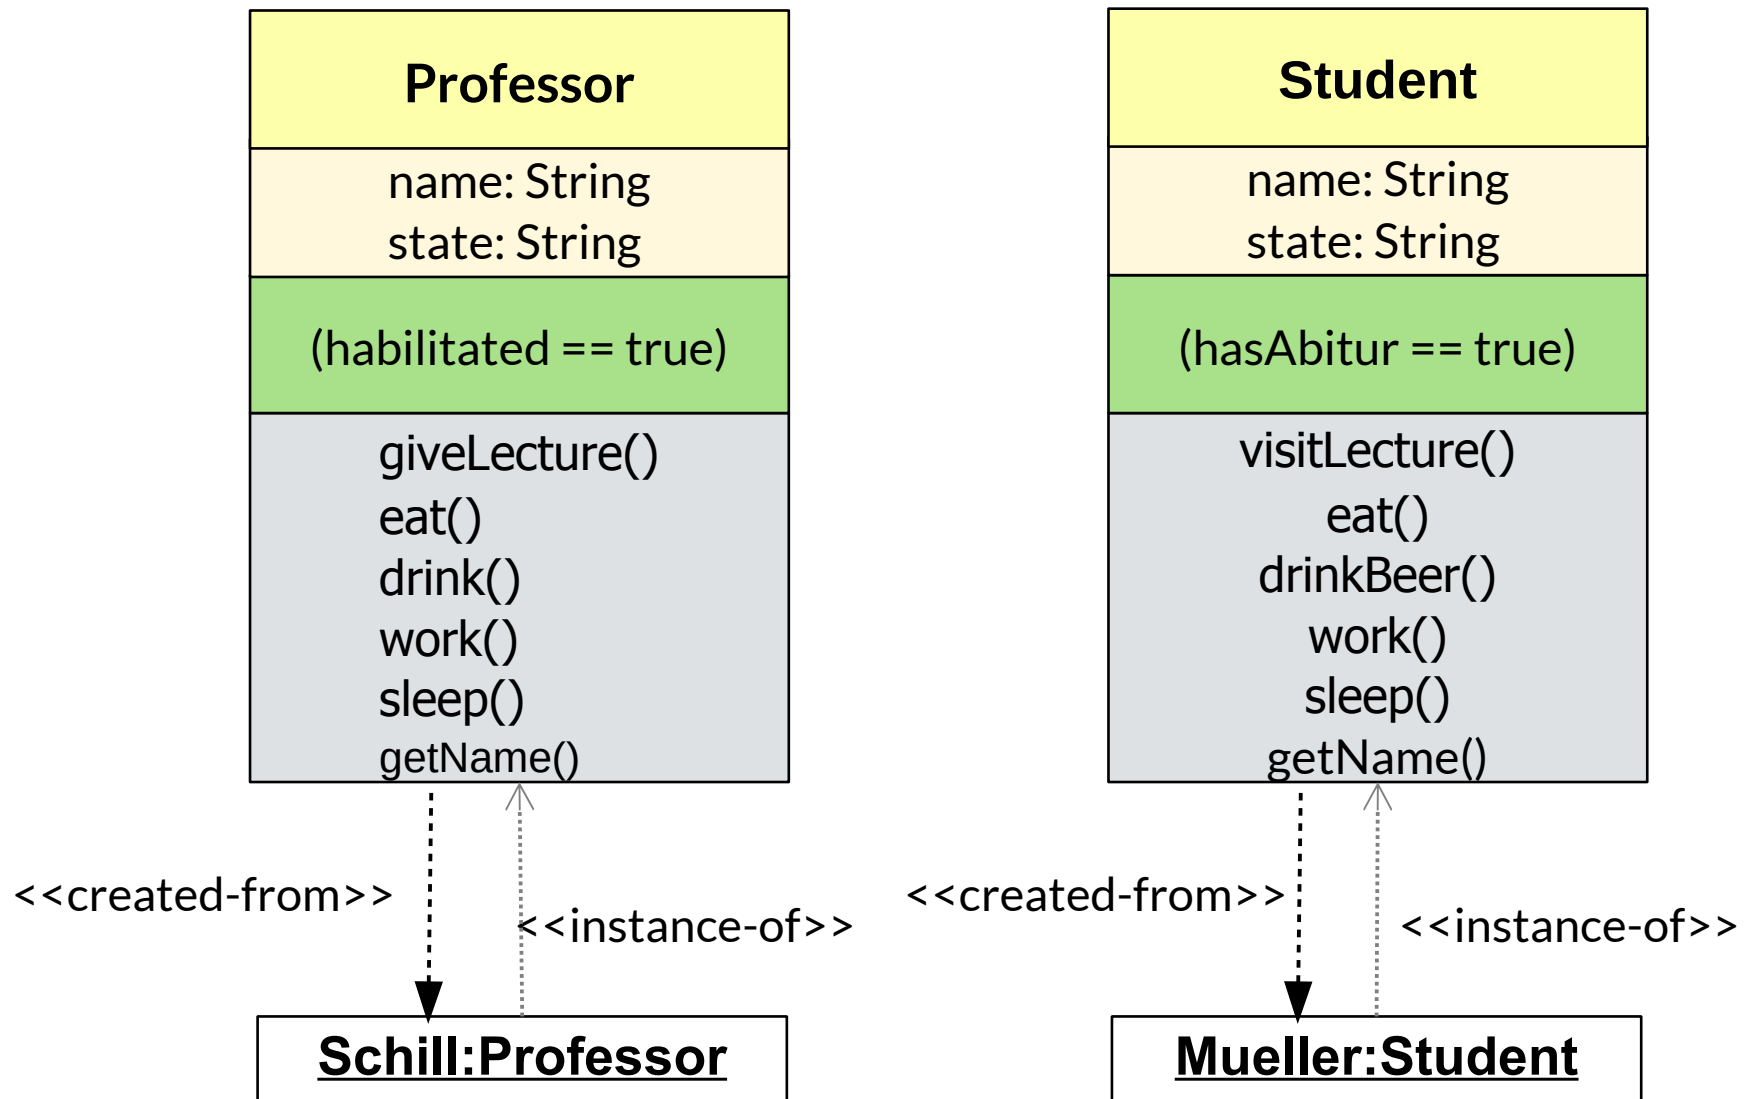 Professor
name: String
state: String
(habilitated == true)
giveLecture()
eat()
drink()
work()
sleep()
getName()
<<created-from>>
<<instance-of>>
Schill:Professor
Student
name: String
state: String
(hasAbitur == true)
visitLecture()
eat()
drinkBeer()
work()
sleep()
getName()
<<created-from>>
<<instance-of>>
Mueller:Student